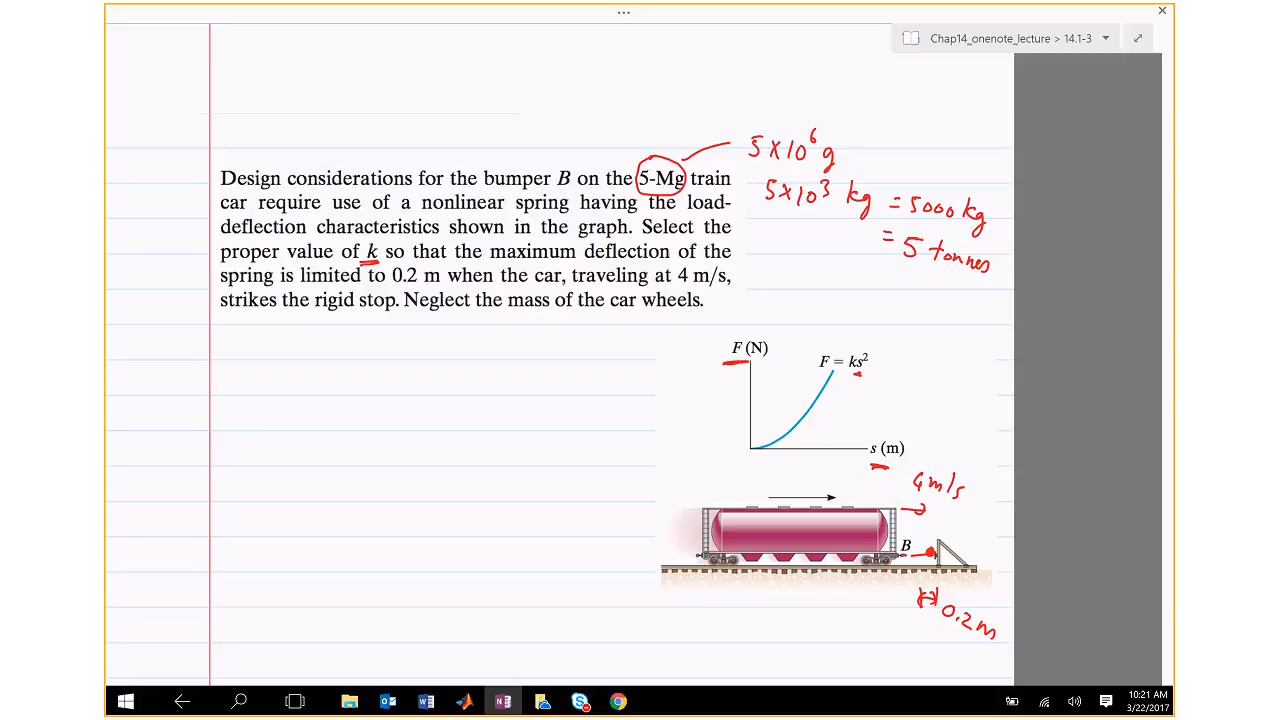 ...
Chap14_onenote_lecture > 14.1-3
5 × 10⁶ g
Design considerations for the bumper B on the 5-Mg train
5 × 10³ kg = 5000 kg
car require use of a nonlinear spring having the load-
deflection characteristics shown in the graph. Select the
= 5 tonnes
proper value of k so that the maximum deflection of the
spring is limited to 0.2 m when the car, traveling at 4 m/s,
strikes the rigid stop. Neglect the mass of the car wheels.
F (N)
F = ks²
s (m)
4 m/s
B
0.2 m
10:21 AM
3/22/2017